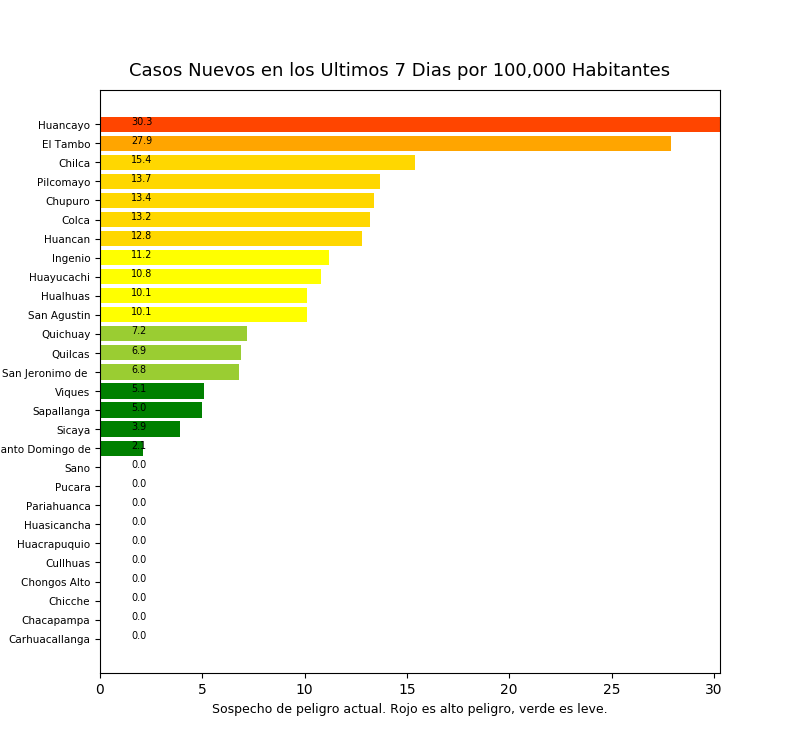 Casos Nuevos en los Ultimos 7 Dias por 100,000 Habitantes
Huancayo 30.3
El Tambo 27.9
Chilca 15.4
Pilcomayo 13.7
Chupuro 13.4
Colca 13.2
Huancan 12.8
Ingenio 11.2
Huayucachi 10.8
Hualhuas 10.1
San Agustin 10.1
Quichuay 7.2
Quilcas 6.9
San Jeronimo de 6.8
Viques 5.1
Sapallanga 5.0
Sicaya 3.9
anto Domingo de 2.1
Sano 0.0
Pucara 0.0
Pariahuanca 0.0
Huasicancha 0.0
Huacrapuquio 0.0
Cullhuas 0.0
Chongos Alto 0.0
Chicche 0.0
Chacapampa 0.0
Carhuacallanga 0.0
0 5 10 15 20 25 30
Sospecho de peligro actual. Rojo es alto peligro, verde es leve.